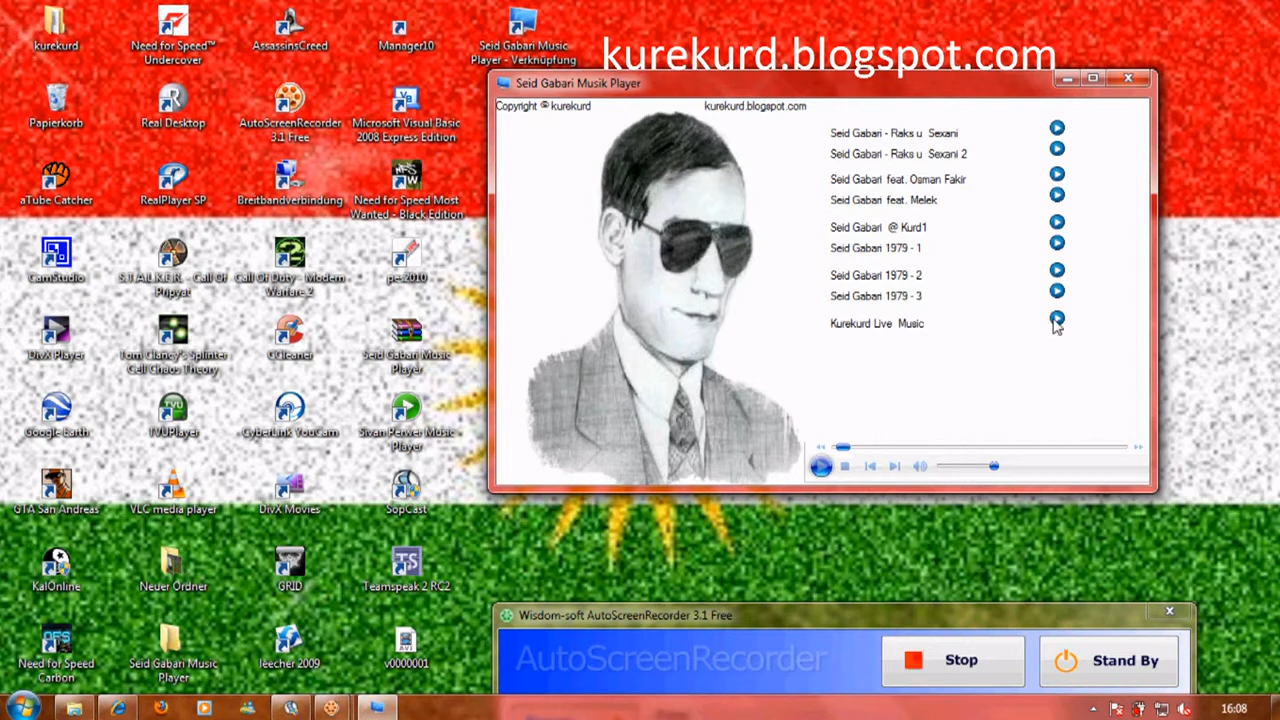 kurekurd.blogspot.com
kurekurd
Need for Speed™
Undercover
AssassinsCreed
Manager10
Seid Gabari Music
Player - Verknüpfung
Papierkorb
Real Desktop
AutoScreenRecorder
3.1 Free
Microsoft Visual Basic
2008 Express Edition
aTube Catcher
RealPlayer SP
Breitbandverbindung
Need for Speed Most
Wanted - Black Edition
CamStudio
S.T.A.L.K.E.R. - Call Of
Pripyat
Call Of Duty - Modern
Warfare 2
pes2010
DivX Player
Tom Clancy's Splinter
Cell Chaos Theory
CCleaner
Seid Gabari Music
Player
Google Earth
TVUPlayer
CyberLink YouCam
Sivan Perwer Music -
Player
GTA San Andreas
VLC media player
DivX Movies
SopCast
KalOnline
Neuer Ordner
GRID
Teamspeak 2 RC2
Need for Speed
Carbon
Seid Gabari Music
Player
leecher 2009
v0000001
Seid Gabari Musik Player
Copyright © kurekurd
kurekurd.blogspot.com
Seid Gabari - Raks u Sexani
Seid Gabari - Raks u Sexani 2
Seid Gabari feat. Osman Fakir
Seid Gabari feat. Melek
Seid Gabari @ Kurd1
Seid Gabari 1979 - 1
Seid Gabari 1979 - 2
Seid Gabari 1979 - 3
Kurekurd Live Music
Wisdom-soft AutoScreenRecorder 3.1 Free
AutoScreenRecorder
Stop
Stand By
16:08